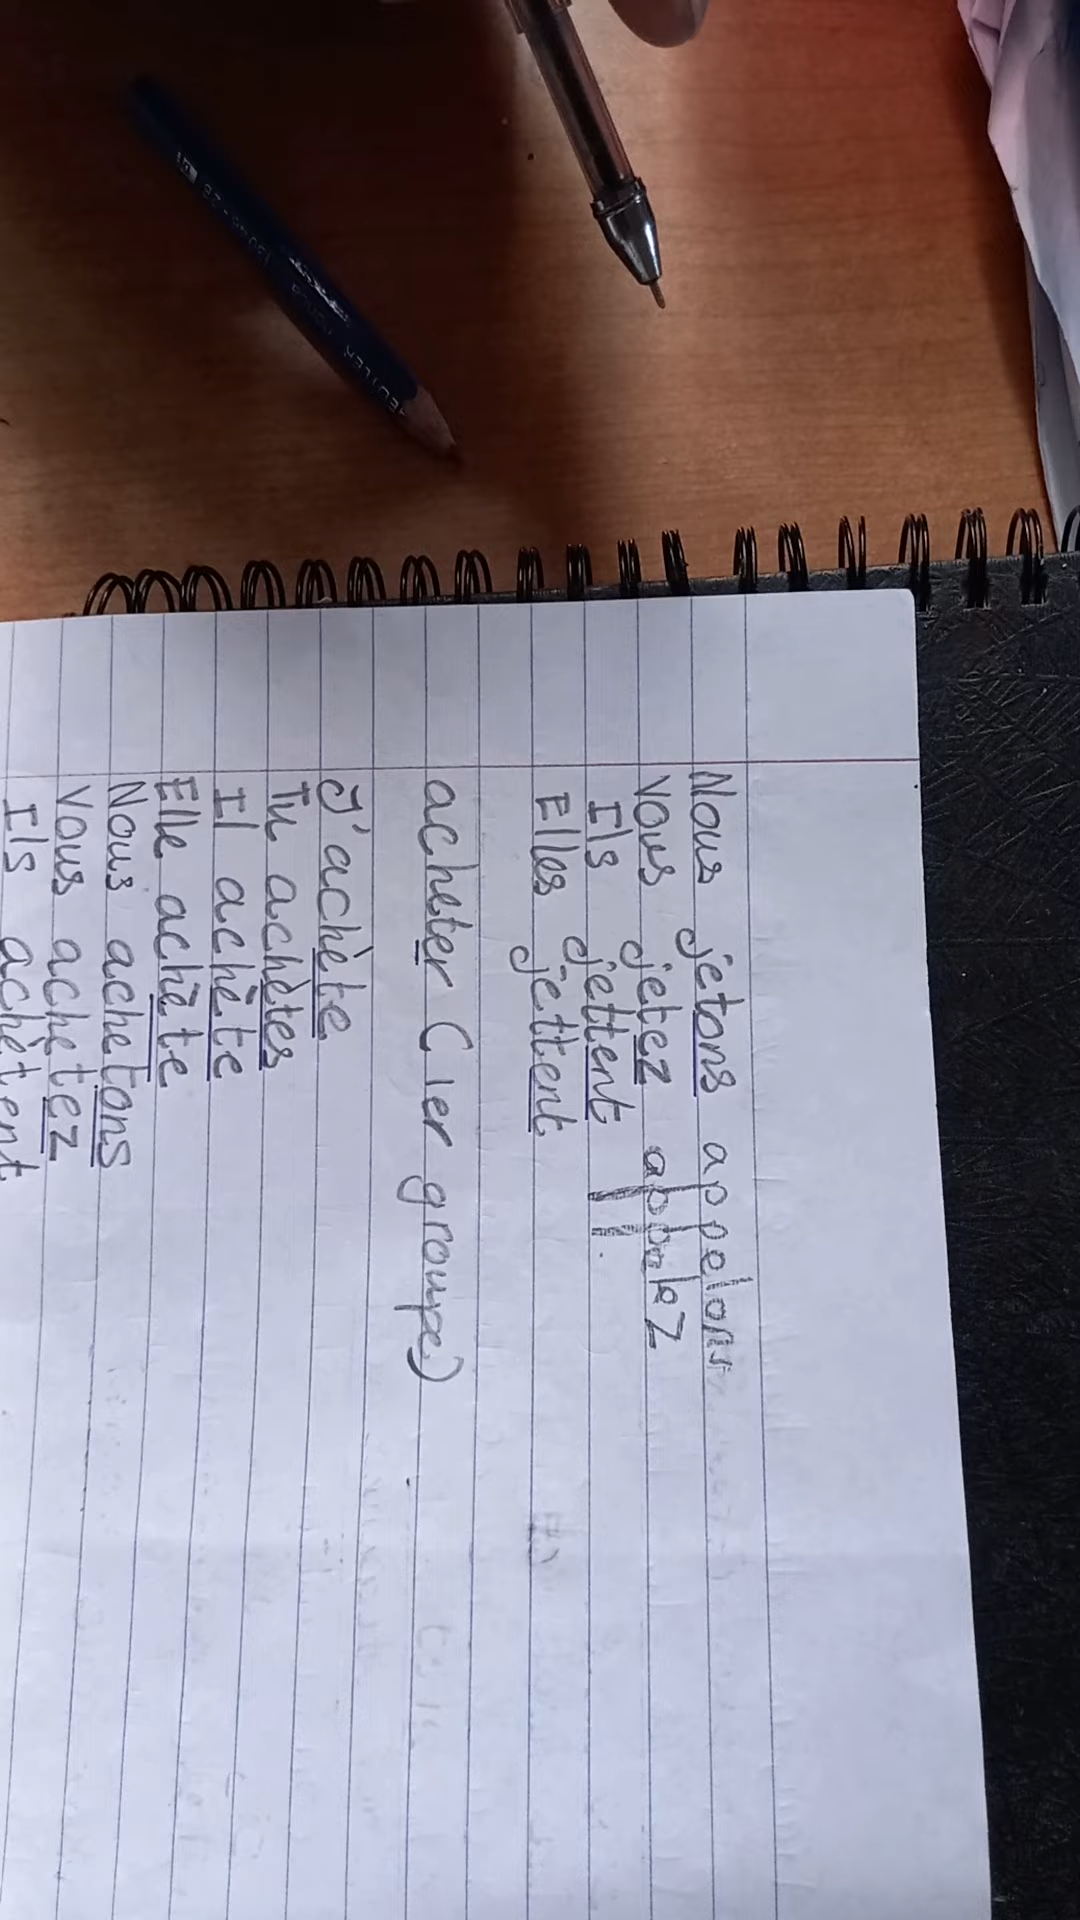 Nous jetons appelons
Vous jetez appelez
Ils jettent
Elles jettent
acheter (1er groupe)
J'achète
Tu achètes
Il achète
Elle achète
Nous achetons
Vous achetez
Ils achètent